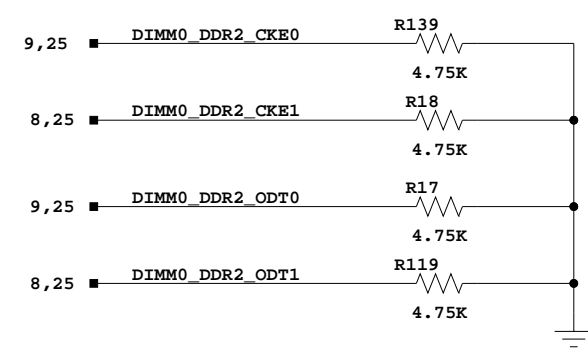 R139
9,25 DIMM0_DDR2_CKE0
4.75K
R18
8,25 DIMM0_DDR2_CKE1
4.75K
R17
9,25 DIMM0_DDR2_ODT0
4.75K
R119
8,25 DIMM0_DDR2_ODT1
4.75K